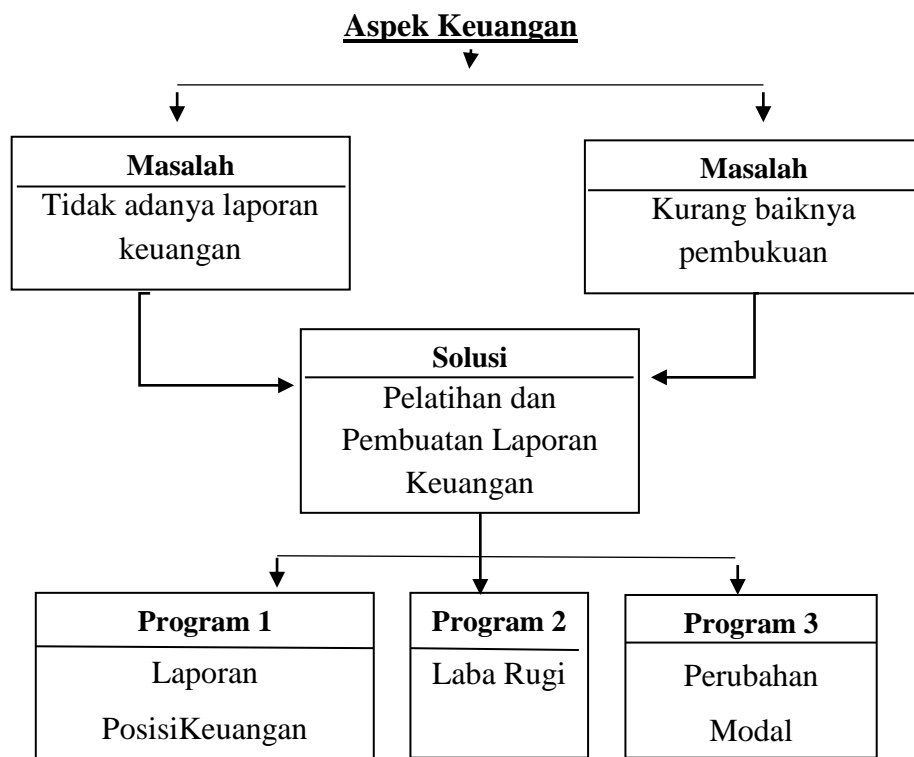 Aspek Keuangan
Masalah
Tidak adanya laporan
keuangan
Masalah
Kurang baiknya
pembukuan
Solusi
Pelatihan dan
Pembuatan Laporan
Keuangan
Program 1
Laporan
PosisiKeuangan
Program 2
Laba Rugi
Program 3
Perubahan
Modal